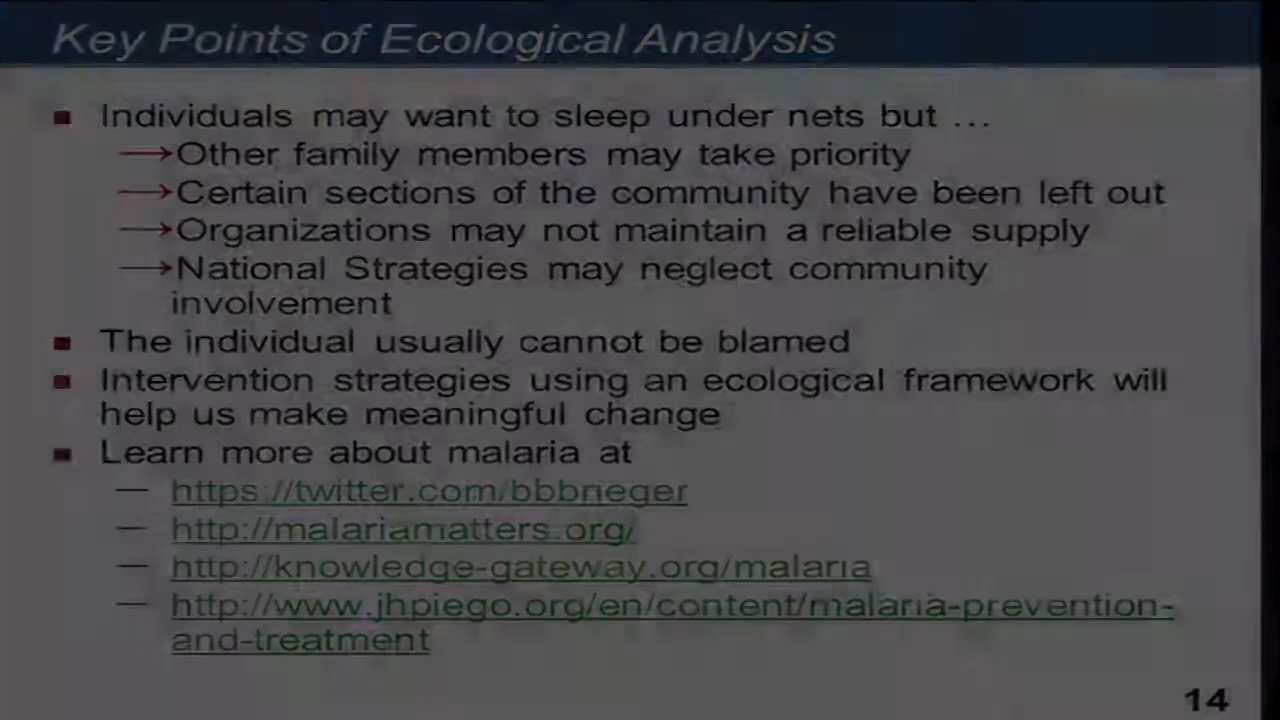 Key Points of Ecological Analysis
Individuals may want to sleep under nets but ...
Other family members may take priority
Certain sections of the community have been left out
Organizations may not maintain a reliable supply
National Strategies may neglect community
involvement
The individual usually cannot be blamed
Intervention strategies using an ecological framework will
help us make meaningful change
Learn more about malaria at
https://twitter.com/bbbrieger
http://malariamatters.org/
http://knowledge-gateway.org/malaria
http://www.jhpiego.org/en/content/malaria-prevention-
and-treatment
14